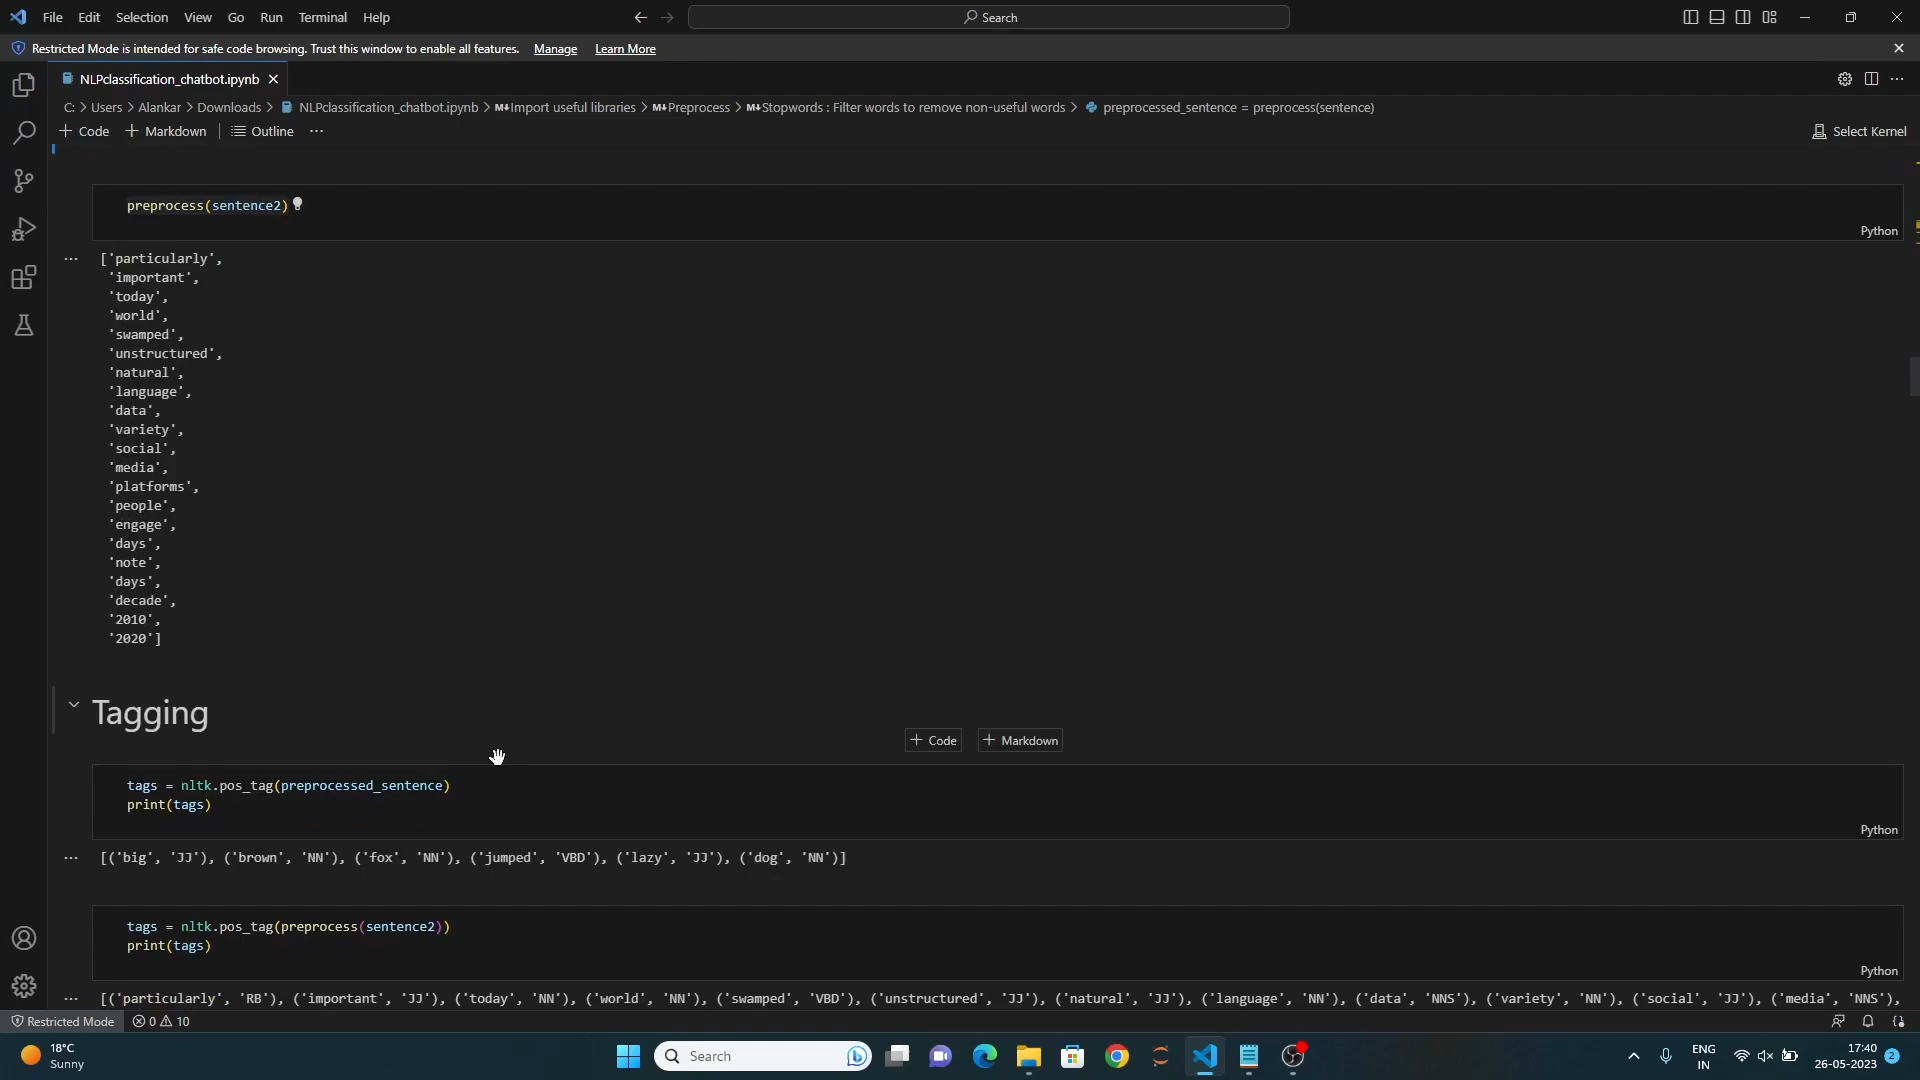 File Edit Selection View Go Run Terminal Help Search
Restricted Mode is intended for safe code browsing. Trust this window to enable all features. Manage Learn More
NLPclassification_chatbot.ipynb
C: > Users > Alankar > Downloads > NLPclassification_chatbot.ipynb > M↓Import useful libraries > M↓Preprocess > M↓Stopwords : Filter words to remove non-useful words > preprocessed_sentence = preprocess(sentence)
+ Code + Markdown Outline ... Select Kernel
preprocess(sentence2)
Python
... ['particularly',
'important',
'today',
'world',
'swamped',
'unstructured',
'natural',
'language',
'data',
'variety',
'social',
'media',
'platforms',
'people',
'engage',
'days',
'note',
'days',
'decade',
'2010',
'2020']
Tagging
+ Code + Markdown
tags = nltk.pos_tag(preprocessed_sentence)
print(tags)
Python
... [('big', 'JJ'), ('brown', 'NN'), ('fox', 'NN'), ('jumped', 'VBD'), ('lazy', 'JJ'), ('dog', 'NN')]
tags = nltk.pos_tag(preprocess(sentence2))
print(tags)
Python
... [('particularly', 'RB'), ('important', 'JJ'), ('today', 'NN'), ('world', 'NN'), ('swamped', 'VBD'), ('unstructured', 'JJ'), ('natural', 'JJ'), ('language', 'NN'), ('data', 'NNS'), ('variety', 'NN'), ('social', 'JJ'), ('media', 'NNS'),
Restricted Mode 0 10
18°C
Sunny
Search
ENG
IN
17:40
26-05-2023
2